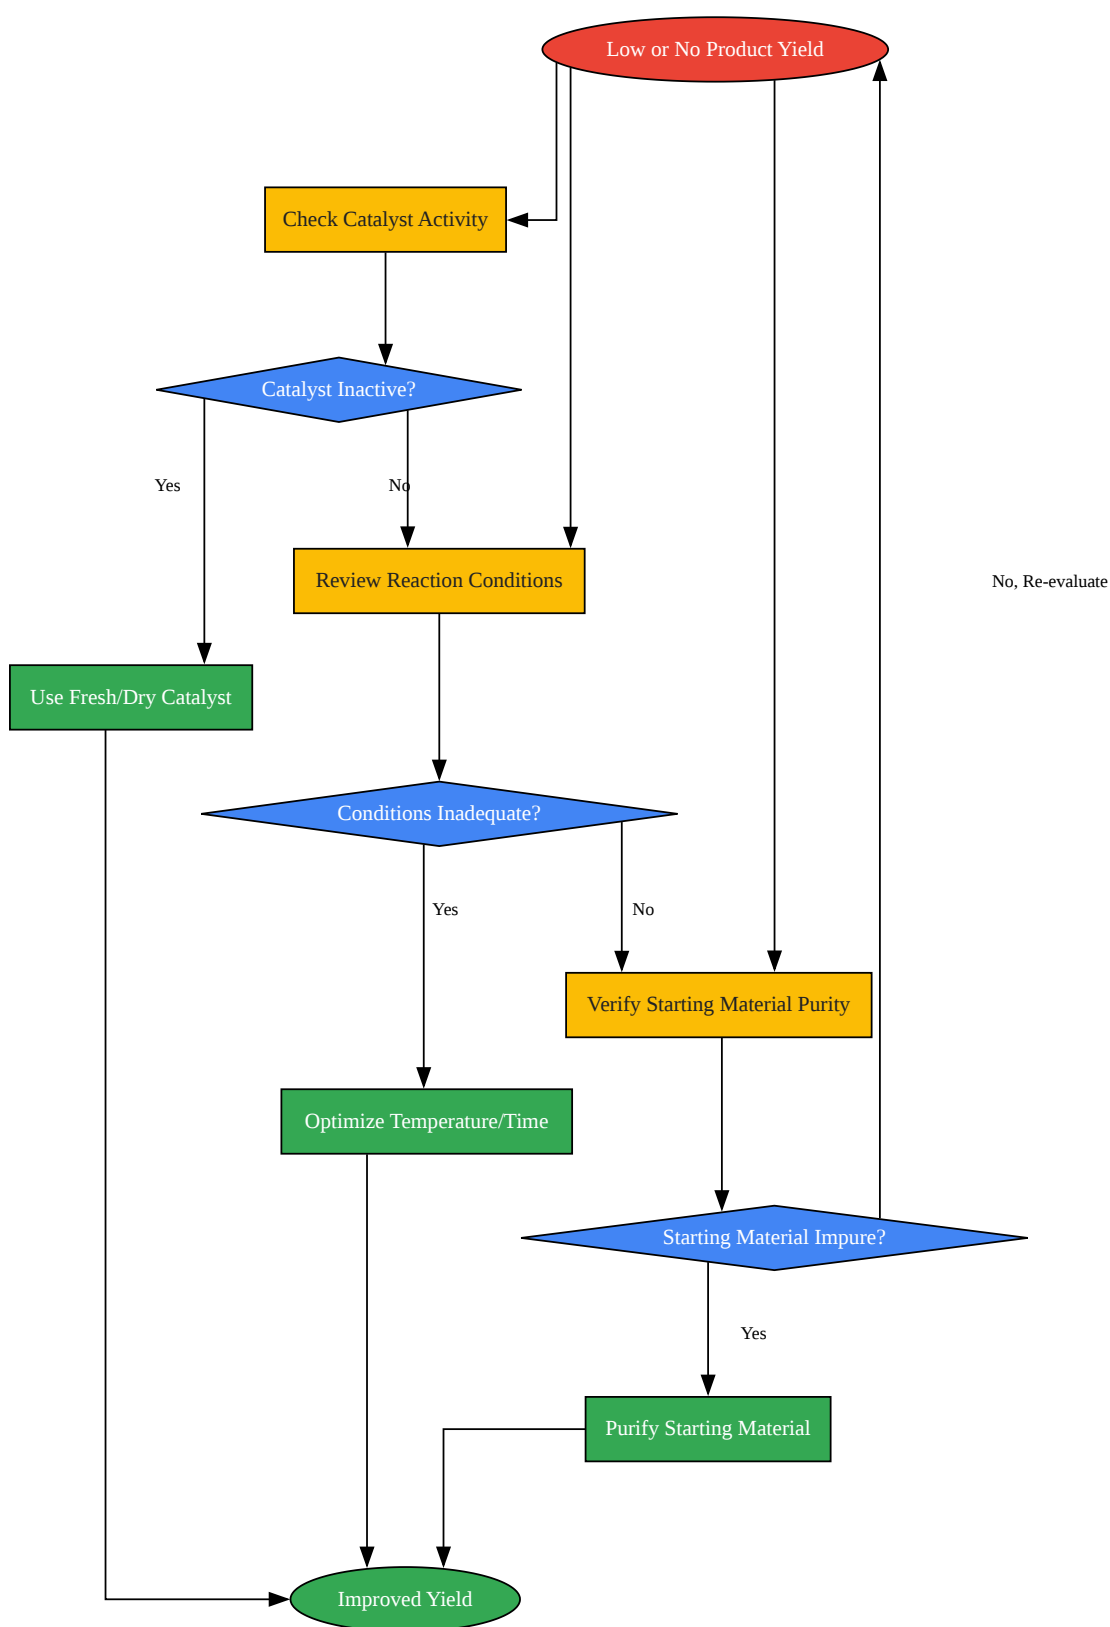 Low or No Product Yield
Check Catalyst Activity
Catalyst Inactive?
Yes
No
Review Reaction Conditions
No, Re-evaluate
Use Fresh/Dry Catalyst
Conditions Inadequate?
Yes
No
Verify Starting Material Purity
Optimize Temperature/Time
Starting Material Impure?
Yes
Purify Starting Material
Improved Yield